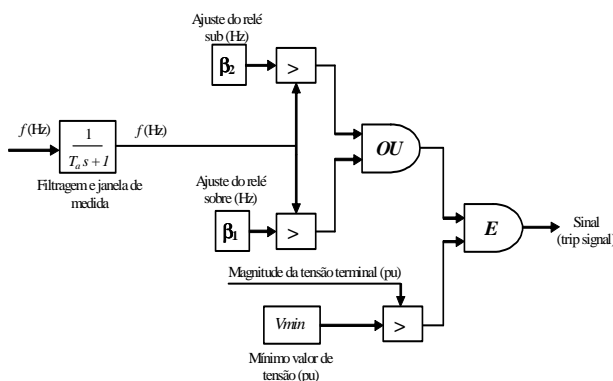 Ajuste do relé
sub (Hz)
β2
>
f (Hz)
1
Ta s + 1
f (Hz)
Filtragem e janela de
medida
OU
Ajuste do relé
sobre (Hz)
β1
>
E
Sinal
(trip signal)
Magnitude da tensão terminal (pu)
Vmin
>
Mínimo valor de
tensão (pu)